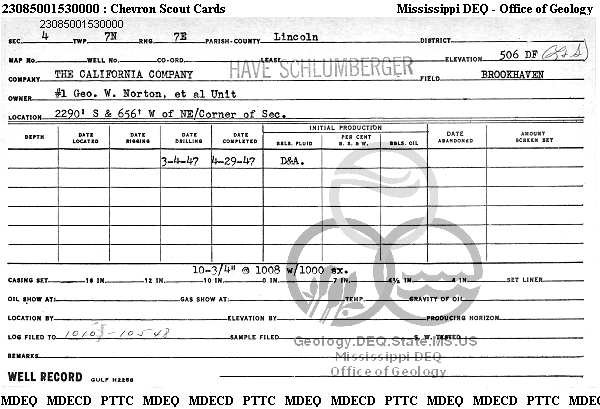 23085001530000 : Chevron Scout Cards Mississippi DEQ - Office of Geology
23085001530000
SEC. 4 TWP. 7N RNG. 7E PARISH-COUNTY Lincoln DISTRICT
MAP NO. WELL NO. CO-ORD. LEASE ELEVATION 506 DF
HAVE SCHLUMBERGER
COMPANY THE CALIFORNIA COMPANY FIELD BROOKHAVEN
OWNER #1 Geo. W. Norton, et al Unit
LOCATION 2290' S & 656' W of NE/Corner of Sec.
INITIAL PRODUCTION
DEPTH DATE LOCATED DATE RIGGING DATE DRILLING DATE COMPLETED BBLS. FLUID PER CENT B. S. & W. BBLS. OIL DATE ABANDONED AMOUNT SCREEN SET
3-4-47 4-29-47 D&A.
10-3/4" @ 1008 w/1000 sx.
CASING SET 16 IN. 12 IN. 10 IN. 8 IN. 7 IN. 4½ IN. 4 IN. SET LINER
OIL SHOW AT: GAS SHOW AT: TEMP. GRAVITY OF OIL
LOCATION BY ELEVATION BY PRODUCING HORIZON
LOG FILED TO SAMPLE FILED S. W. TESTED
Geology.DEQ.State.MS.US
REMARKS Mississippi DEQ
Office of Geology
WELL RECORD GULF H2288
MDEQ MDECD PTTC MDEQ MDECD PTTC MDEQ MDECD PTTC MDEQ MDECD PTTC MDEQ